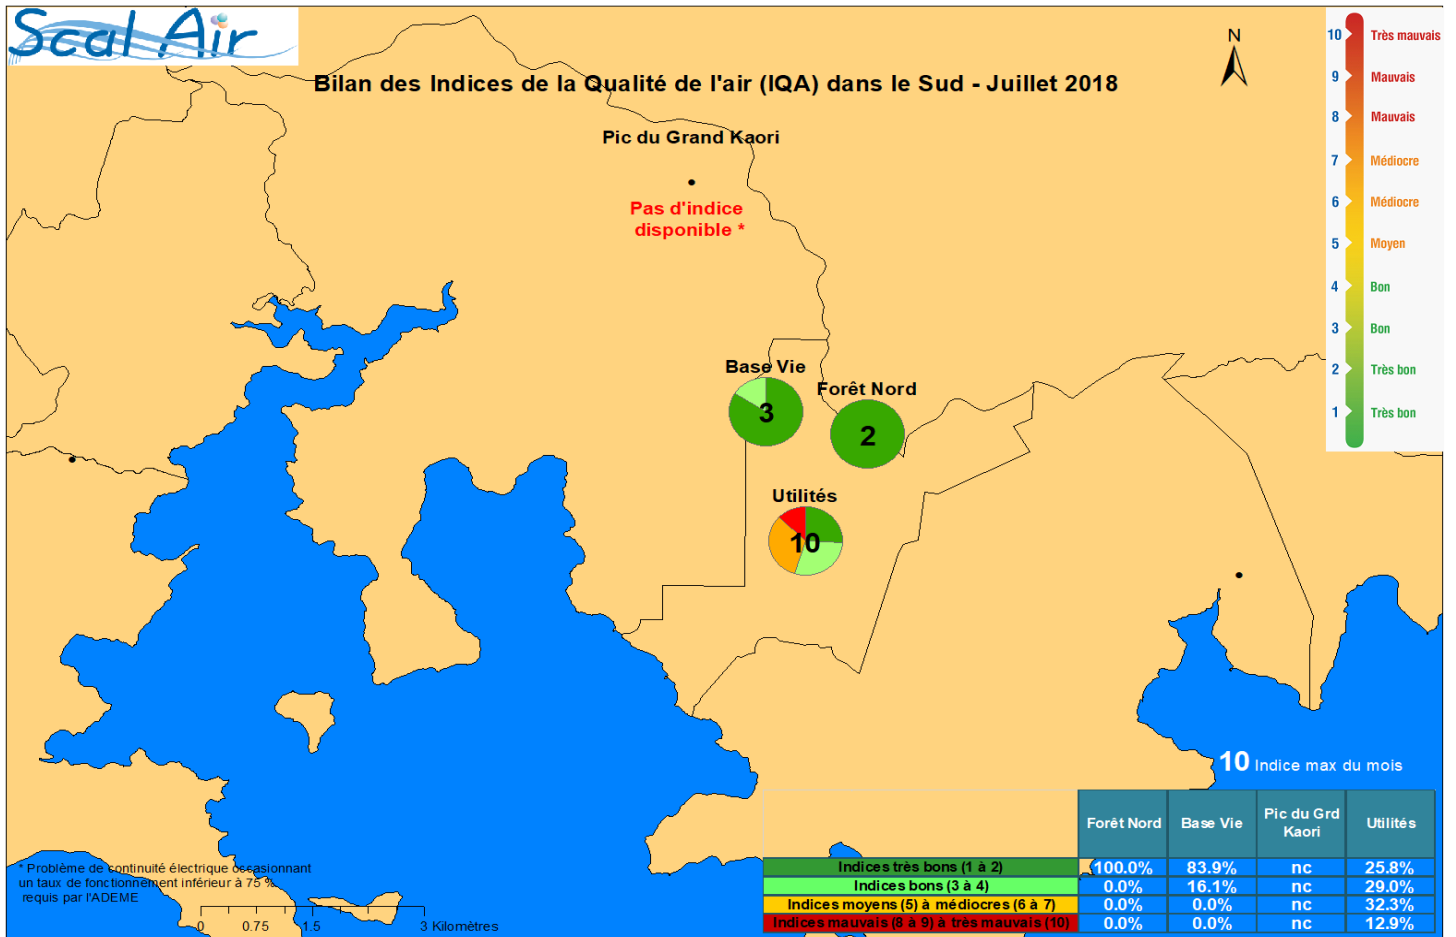 Scal Air
Bilan des Indices de la Qualité de l'air (IQA) dans le Sud - Juillet 2018
N
10 Très mauvais
9 Mauvais
8 Mauvais
7 Médiocre
6 Médiocre
5 Moyen
4 Bon
3 Bon
2 Très bon
1 Très bon
Pic du Grand Kaori
Pas d'indice
disponible *
Base Vie
3
Forêt Nord
2
Utilités
10
10 Indice max du mois
Forêt Nord Base Vie Pic du Grd Kaori Utilités
Indices très bons (1 à 2) 100.0% 83.9% nc 25.8%
Indices bons (3 à 4) 0.0% 16.1% nc 29.0%
Indices moyens (5) à médiocres (6 à 7) 0.0% 0.0% nc 32.3%
Indices mauvais (8 à 9) à très mauvais (10) 0.0% 0.0% nc 12.9%
* Problème de continuité électrique occasionnant
un taux de fonctionnement inférieur à 75 %
requis par l'ADEME
0 0.75 1.5 3 Kilomètres